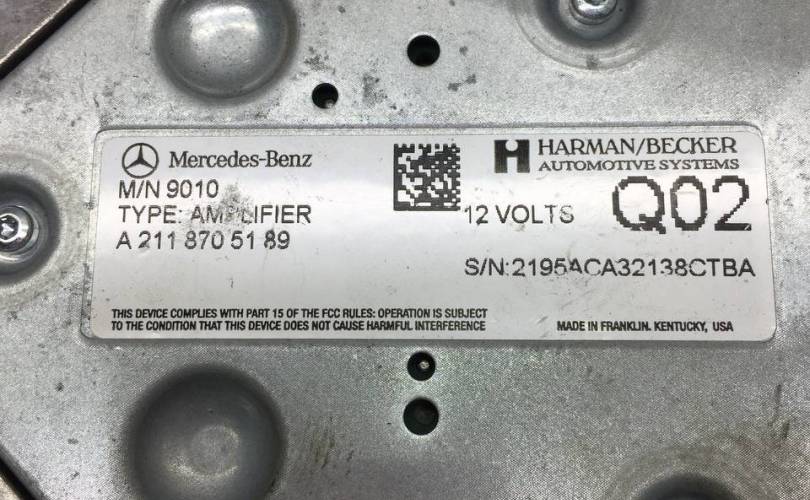 Mercedes-Benz
M/N 9010
TYPE: AMPLIFIER
A 211 870 51 89
12 VOLTS
HARMAN/BECKER
AUTOMOTIVE SYSTEMS
Q02
S/N:2195ACA32138CTBA
THIS DEVICE COMPLIES WITH PART 15 OF THE FCC RULES: OPERATION IS SUBJECT
TO THE CONDITION THAT THIS DEVICE DOES NOT CAUSE HARMFUL INTERFERENCE
MADE IN FRANKLIN. KENTUCKY, USA